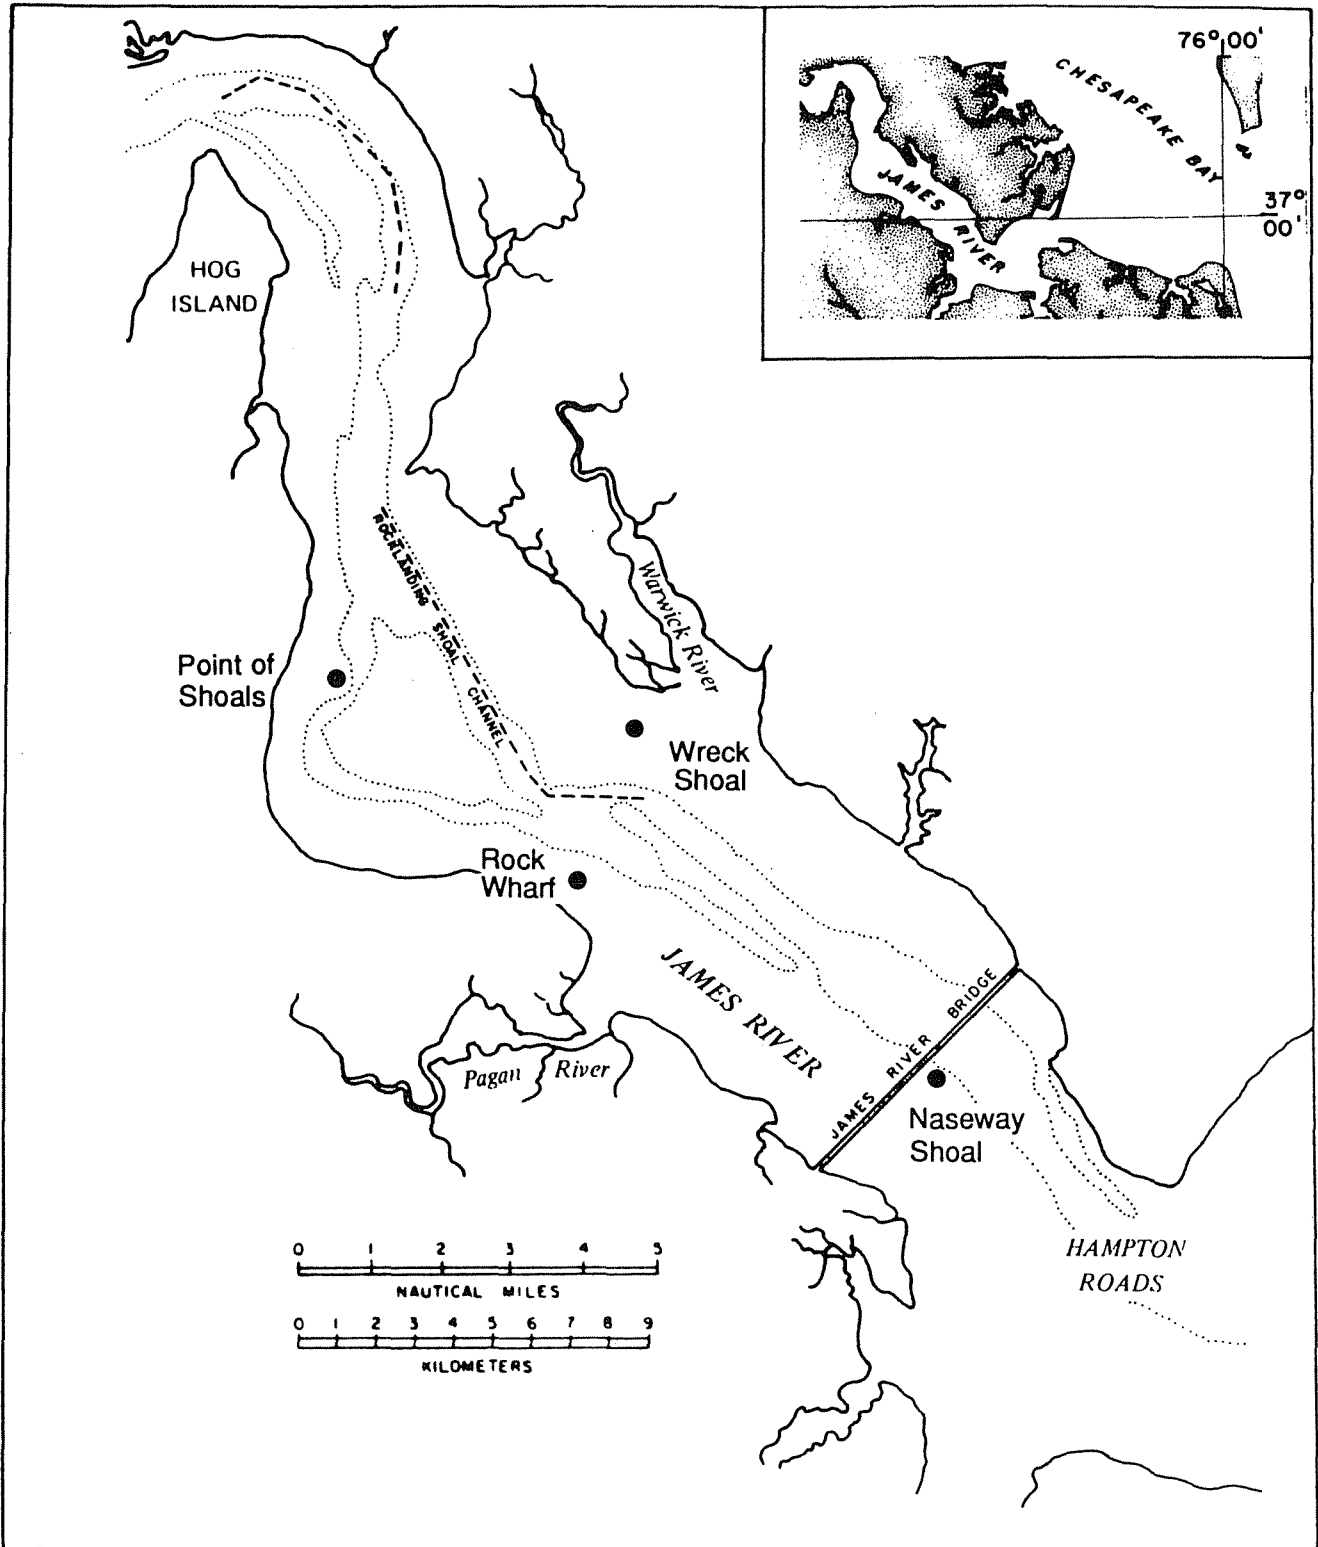 76° 00'
CHESAPEAKE BAY
JAMES RIVER
37°
00'
HOG
ISLAND
ROCKLANDING SHOAL CHANNEL
Warwick River
Point of
Shoals
Wreck
Shoal
Rock
Wharf
JAMES RIVER
JAMES RIVER BRIDGE
Pagan River
Naseway
Shoal
HAMPTON
ROADS
0 1 2 3 4 5
NAUTICAL MILES
0 1 2 3 4 5 6 7 8 9
KILOMETERS